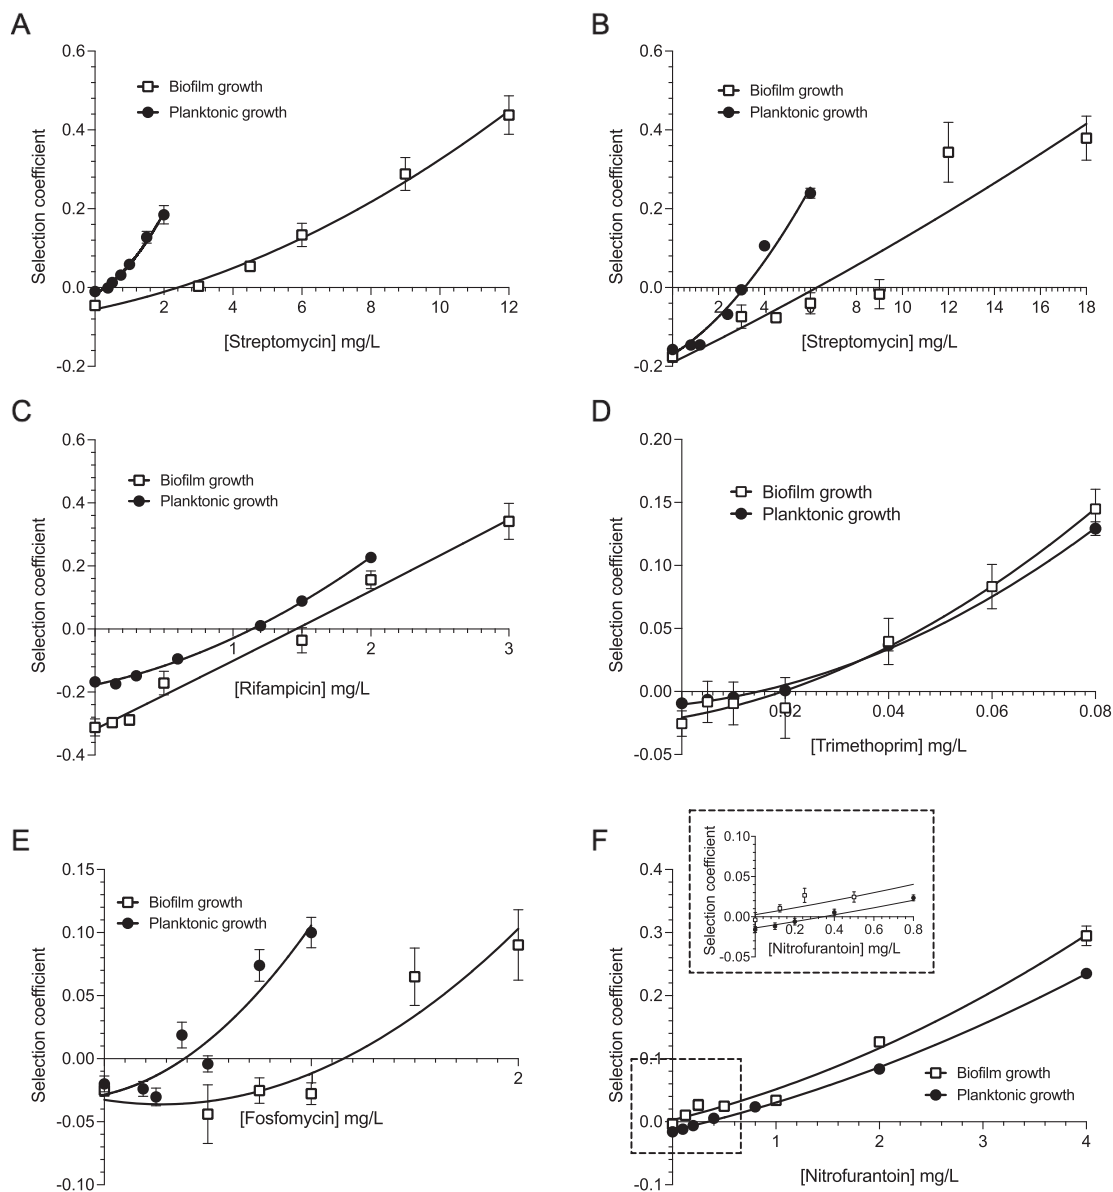 A
0.6
0.4
0.2
0.0
-0.2
Selection coefficient
Biofilm growth
Planktonic growth
2
4
6
8
10
12
[Streptomycin] mg/L
B
0.6
0.4
0.2
0.0
-0.2
Selection coefficient
Biofilm growth
Planktonic growth
2
4
6
8
10
12
14
16
18
[Streptomycin] mg/L
C
0.6
0.4
0.2
0.0
-0.2
-0.4
Selection coefficient
Biofilm growth
Planktonic growth
1
2
3
[Rifampicin] mg/L
D
0.20
0.15
0.10
0.05
0.00
-0.05
Selection coefficient
Biofilm growth
Planktonic growth
0.02
0.04
0.06
0.08
[Trimethoprim] mg/L
E
0.15
0.10
0.05
0.00
-0.05
-0.10
Selection coefficient
Biofilm growth
Planktonic growth
2
[Fosfomycin] mg/L
F
0.4
0.3
0.2
0.1
0.0
-0.1
Selection coefficient
0.10
0.05
0.00
-0.05
Selection coefficient
0.2
0.4
0.6
0.8
[Nitrofurantoin] mg/L
Biofilm growth
Planktonic growth
1
2
3
4
[Nitrofurantoin] mg/L